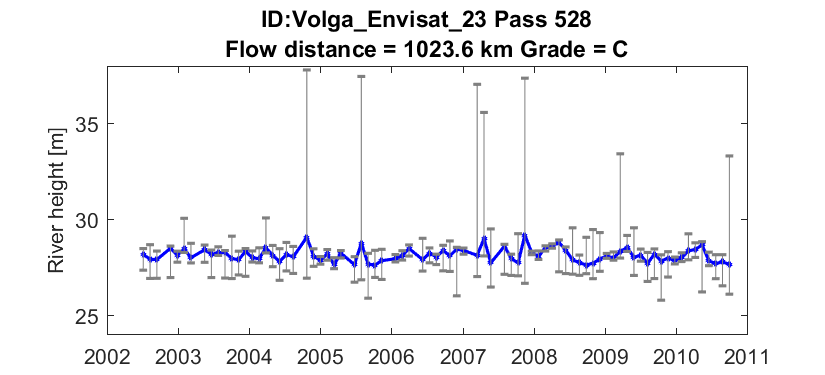 ID:Volga_Envisat_23 Pass 528
Flow distance = 1023.6 km Grade = C
River height [m]
35
30
25
2002 2003 2004 2005 2006 2007 2008 2009 2010 2011